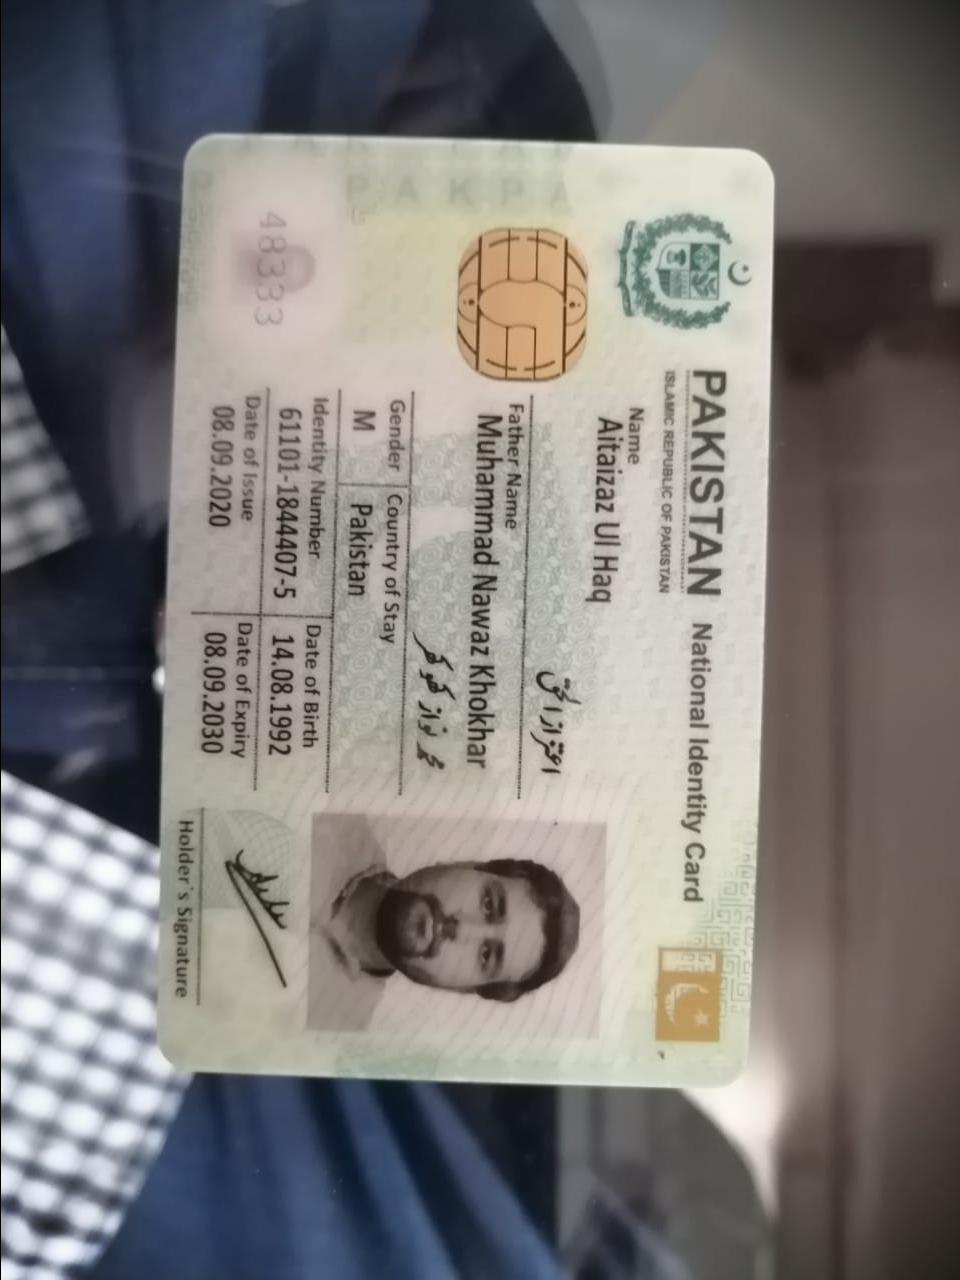 PAKISTAN National Identity Card
ISLAMIC REPUBLIC OF PAKISTAN
Name
Aitaizaz Ul Haq
اعتزاز الحق
Father Name
Muhammad Nawaz Khokhar
محمد نواز کھوکھر
Gender Country of Stay
M Pakistan
Identity Number Date of Birth
61101-1844407-5 14.08.1992
Date of Issue Date of Expiry
08.09.2020 08.09.2030
Holder's Signature
48333
PAKPA